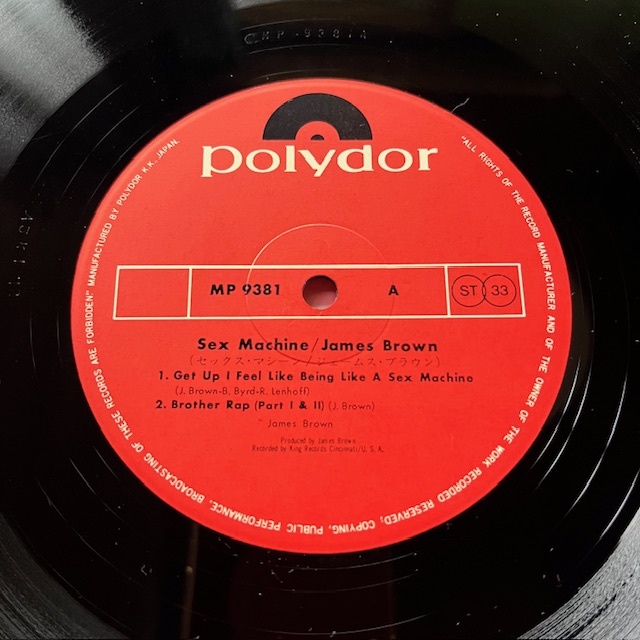 CMP-9381A
polydor
MP 9381
A
ST 33
Sex Machine/James Brown
(セックス・マシーン/ジェームス・ブラウン)
1. Get Up I Feel Like Being Like A Sex Machine
(J. Brown-B. Byrd-R. Lenhoff)
2. Brother Rap (Part I & II) (J. Brown)
James Brown
Produced by James Brown
Recorded by King Records Cincinnati/U. S. A.
"ALL RIGHTS OF THE RECORD MANUFACTURER AND OF THE OWNER OF THE WORK RECORDED RESERVED; COPYING, PUBLIC PERFORMANCE, BROADCASTING OF THESE RECORDS ARE FORBIDDEN" MANUFACTURED BY POLYDOR K.K. JAPAN.